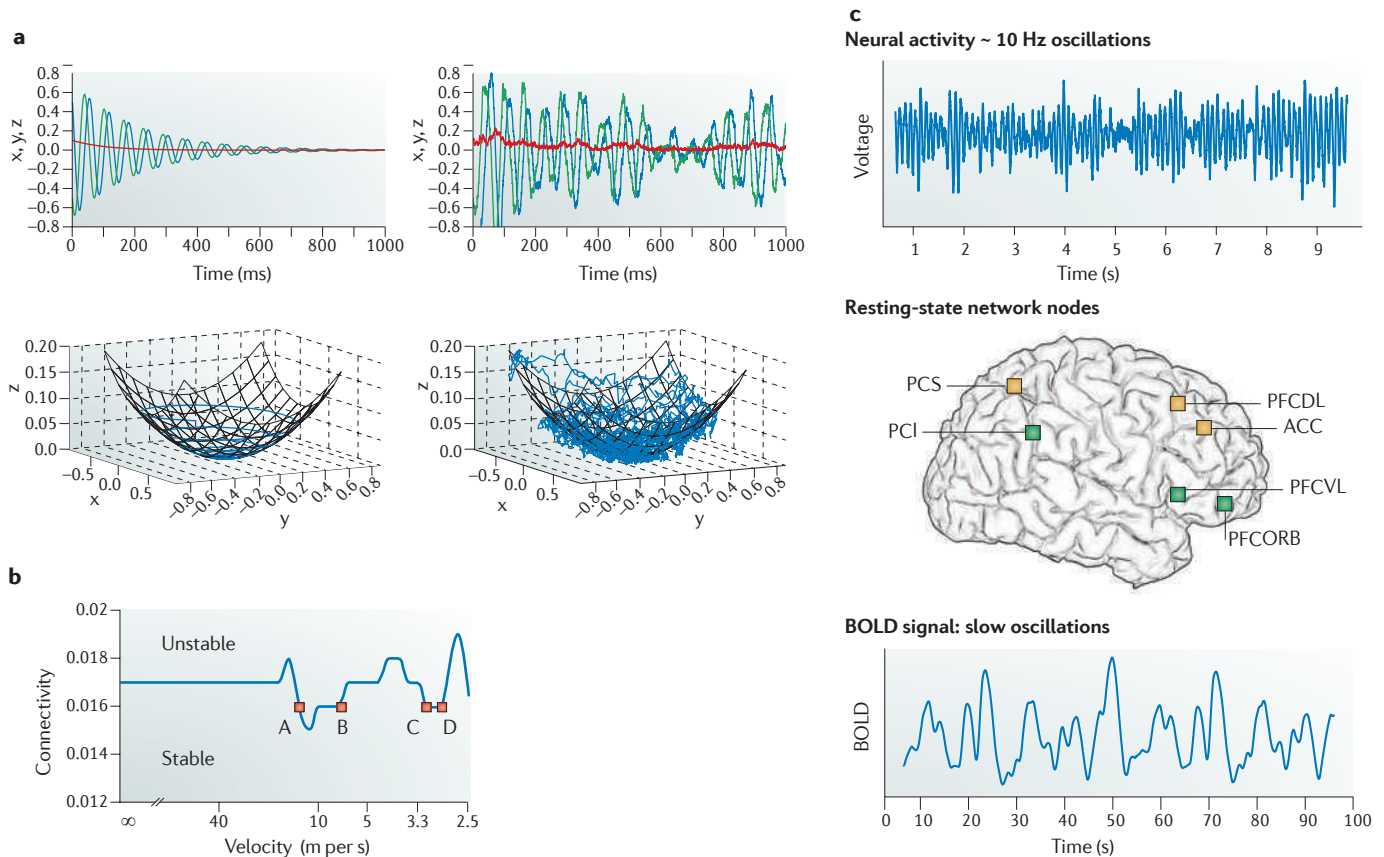 a
x, y, z
0.8
0.6
0.4
0.2
0.0
−0.2
−0.4
−0.6
−0.8
0 200 400 600 800 1000
Time (ms)
x, y, z
0.8
0.6
0.4
0.2
0.0
−0.2
−0.4
−0.6
−0.8
0 200 400 600 800 1000
Time (ms)
z
0.20
0.15
0.10
0.05
0.0
−0.5 0.0 0.5
x
−0.8 −0.6 −0.4 −0.2 0.0 0.2 0.4 0.6 0.8
y
z
0.20
0.15
0.10
0.05
0.0
−0.5 0.0 0.5
x
−0.8 −0.6 −0.4 −0.2 0.0 0.2 0.4 0.6 0.8
y
b
Connectivity
0.02
0.018
0.016
0.014
0.012
Unstable
A B C D
Stable
∞ 40 10 5 3.3 2.5
Velocity (m per s)
c
Neural activity ~ 10 Hz oscillations
Voltage
1 2 3 4 5 6 7 8 9
Time (s)
Resting-state network nodes
PCS
PFCDL
PCI
ACC
PFCVL
PFCORB
BOLD signal: slow oscillations
BOLD
0 10 20 30 40 50 60 70 80 90 100
Time (s)